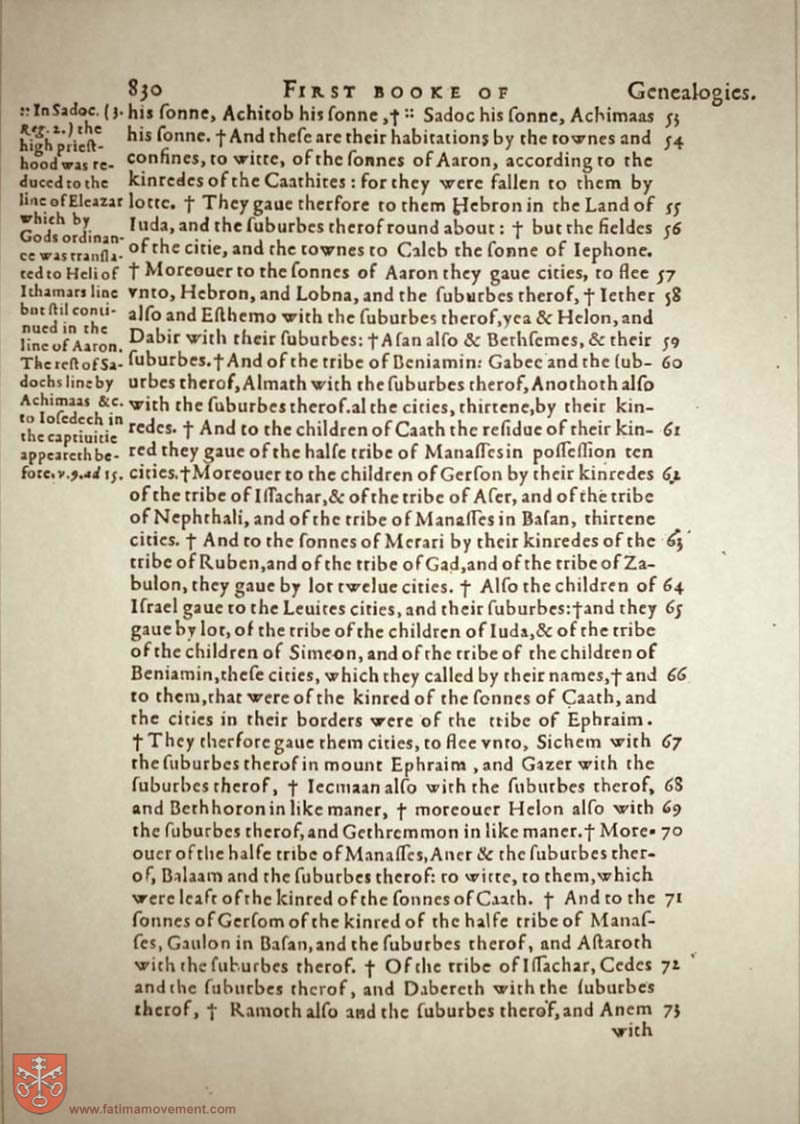 830 FIRST BOOKE OF Genealogies.
:: In Sadoc. (3.
Reg. 2.) the
high prieſt-
hood was re-
duced to the
line of Eleazar
which by
Gods ordinan-
ce was tranſla-
ted to Heli of
Ithamars line
but ſtil conti-
nued in the
line of Aaron.
The reſt of Sa-
dochs line by
Achimaas &c.
to Ioſedech in
the captiuitie
appeareth be-
fore. v. 9. ad 15.
his ſonne, Achitob his ſonne, † :: Sadoc his ſonne, Achimaas 53
his ſonne. † And theſe are their habitations by the townes and 54
confines, to witte, of the ſonnes of Aaron, according to the
kinredes of the Caathites: for they were fallen to them by
lotte. † They gaue therfore to them Hebron in the Land of 55
Iuda, and the ſuburbes therof round about: † but the fieldes 56
of the citie, and the townes to Caleb the ſonne of Iephone.
† Moreouer to the ſonnes of Aaron they gaue cities, to flee 57
vnto, Hebron, and Lobna, and the ſuburbes therof, † Iether 58
alſo and Eſthemo with the ſuburbes therof, yea & Helon, and
Dabir with their ſuburbes: † Aſan alſo & Bethſemes, & their 59
ſuburbes. † And of the tribe of Beniamin: Gabee and the ſub- 60
urbes therof, Almath with the ſuburbes therof, Anothoth alſo
with the ſuburbes therof. al the cities, thirtene, by their kin-
redes. † And to the children of Caath the reſidue of their kin- 61
red they gaue of the halfe tribe of Manaſſes in poſſeſſion ten
cities. † Moreouer to the children of Gerſon by their kinredes 62
of the tribe of Iſſachar, & of the tribe of Aſer, and of the tribe
of Nephthali, and of the tribe of Manaſſes in Baſan, thirtene
cities. † And to the ſonnes of Merari by their kinredes of the 63
tribe of Ruben, and of the tribe of Gad, and of the tribe of Za-
bulon, they gaue by lot twelue cities. † Alſo the children of 64
Iſrael gaue to the Leuites cities, and their ſuburbes: † and they 65
gaue by lot, of the tribe of the children of Iuda, & of the tribe
of the children of Simeon, and of the tribe of the children of
Beniamin, theſe cities, which they called by their names, † and 66
to them, that were of the kinred of the ſonnes of Caath, and
the cities in their borders were of the tribe of Ephraim.
† They therfore gaue them cities, to flee vnto, Sichem with 67
the ſuburbes therof in mount Ephraim, and Gazer with the
ſuburbes therof, † Iecmaan alſo with the ſuburbes therof, 68
and Bethhoron in like maner, † moreouer Helon alſo with 69
the ſuburbes therof, and Gethremmon in like maner. † More- 70
ouer of the halfe tribe of Manaſſes, Aner & the ſuburbes ther-
of, Balaam and the ſuburbes therof: to witte, to them, which
were leaft of the kinred of the ſonnes of Caath. † And to the 71
ſonnes of Gerſom of the kinred of the halfe tribe of Manaſ-
ſes, Gaulon in Baſan, and the ſuburbes therof, and Aſtaroth
with the ſuburbes therof. † Of the tribe of Iſſachar, Cedes 72
and the ſuburbes therof, and Dabereth with the ſuburbes
therof, † Ramoth alſo and the ſuburbes therof, and Anem 73
with
www.fatimamovement.com